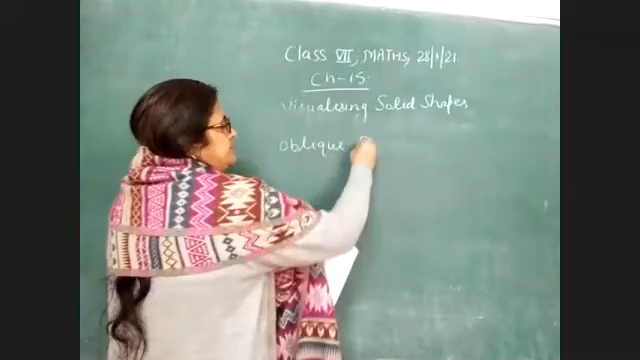 Class VII, MATHS, 28/1/21.
Ch-15.
Visualising Solid Shapes
Oblique